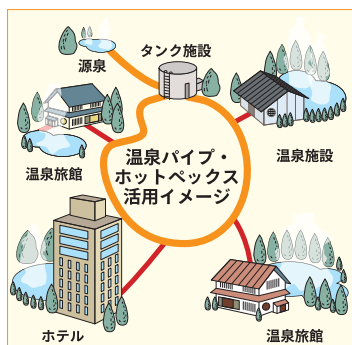 タンク施設
源泉
温泉パイプ・
ホットペックス
活用イメージ
温泉施設
温泉旅館
ホテル
温泉旅館